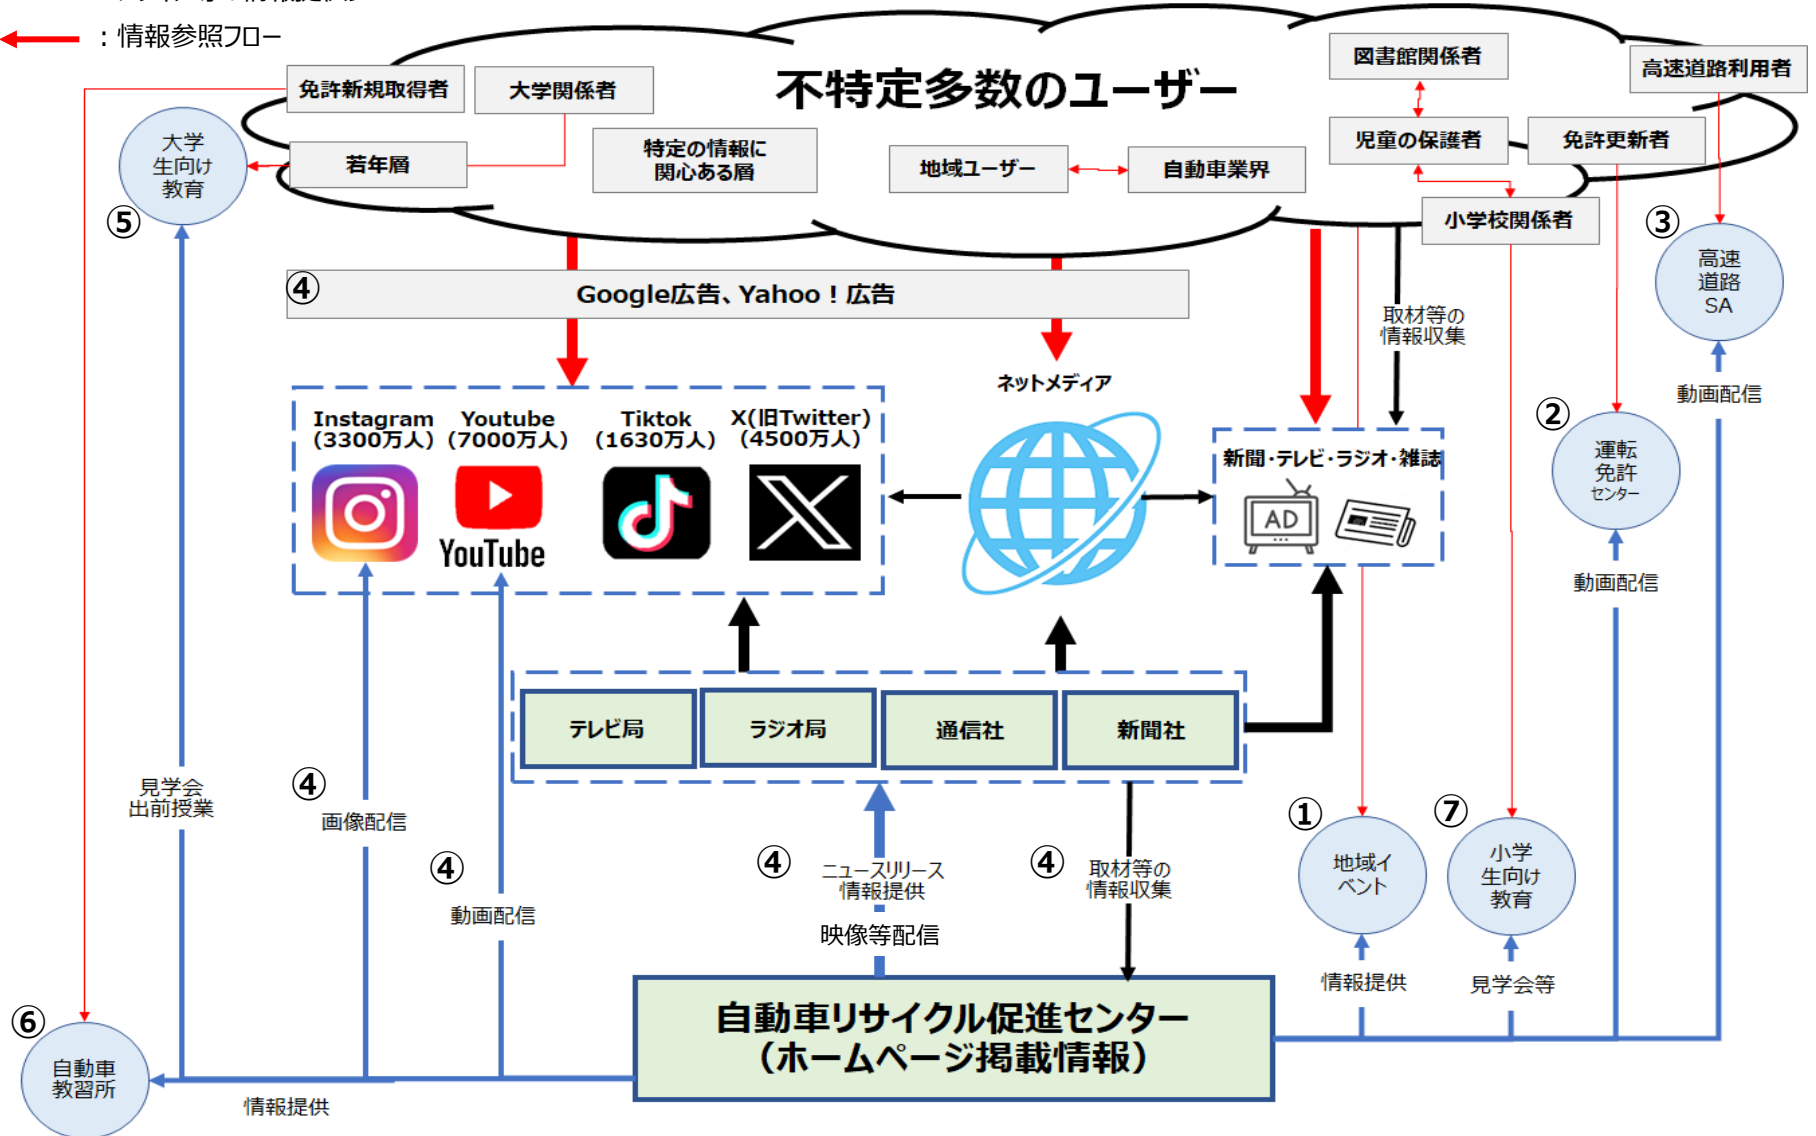 ：情報参照フロー
不特定多数のユーザー
免許新規取得者
大学関係者
図書館関係者
高速道路利用者
若年層
特定の情報に
関心ある層
地域ユーザー
自動車業界
児童の保護者
免許更新者
小学校関係者
大学
生向け
教育
⑤
③
高速
道路
SA
④
Google広告、Yahoo！広告
取材等の
情報収集
動画配信
Instagram
(3300万人)
Youtube
(7000万人)
Tiktok
(1630万人)
X(旧Twitter)
(4500万人)
YouTube
ネットメディア
新聞・テレビ・ラジオ・雑誌
AD
②
運転
免許
センター
動画配信
テレビ局
ラジオ局
通信社
新聞社
見学会
出前授業
④
画像配信
④
動画配信
④
ニュースリリース
情報提供
映像等配信
④
取材等の
情報収集
①
地域イ
ベント
⑦
小学
生向け
教育
情報提供
見学会等
自動車リサイクル促進センター
（ホームページ掲載情報）
⑥
自動車
教習所
情報提供